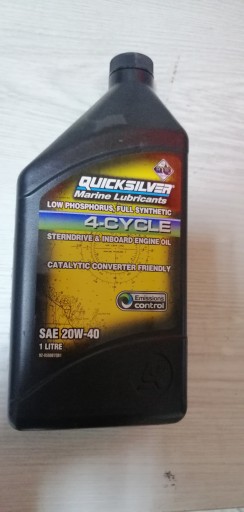 QUICKSILVER
Marine Lubricants
LOW PHOSPHORUS, FULL SYNTHETIC
4-CYCLE
STERNDRIVE & INBOARD ENGINE OIL
CATALYTIC CONVERTER FRIENDLY
Emissions
control
SAE 20W-40
1 LITRE